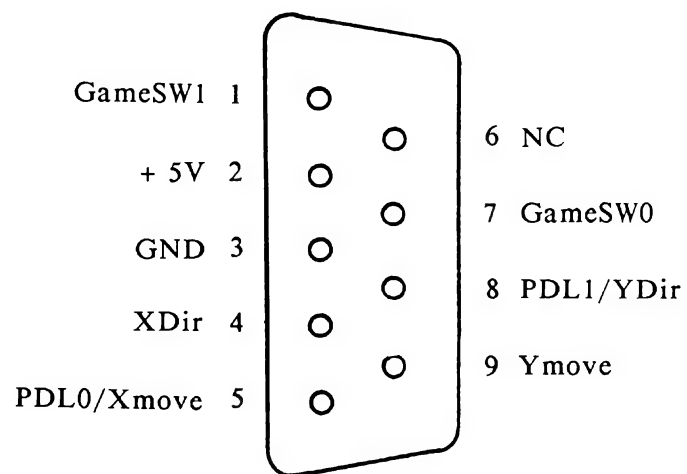 GameSW1 1
6 NC
+ 5V 2
7 GameSW0
GND 3
8 PDL1/YDir
XDir 4
9 Ymove
PDL0/Xmove 5